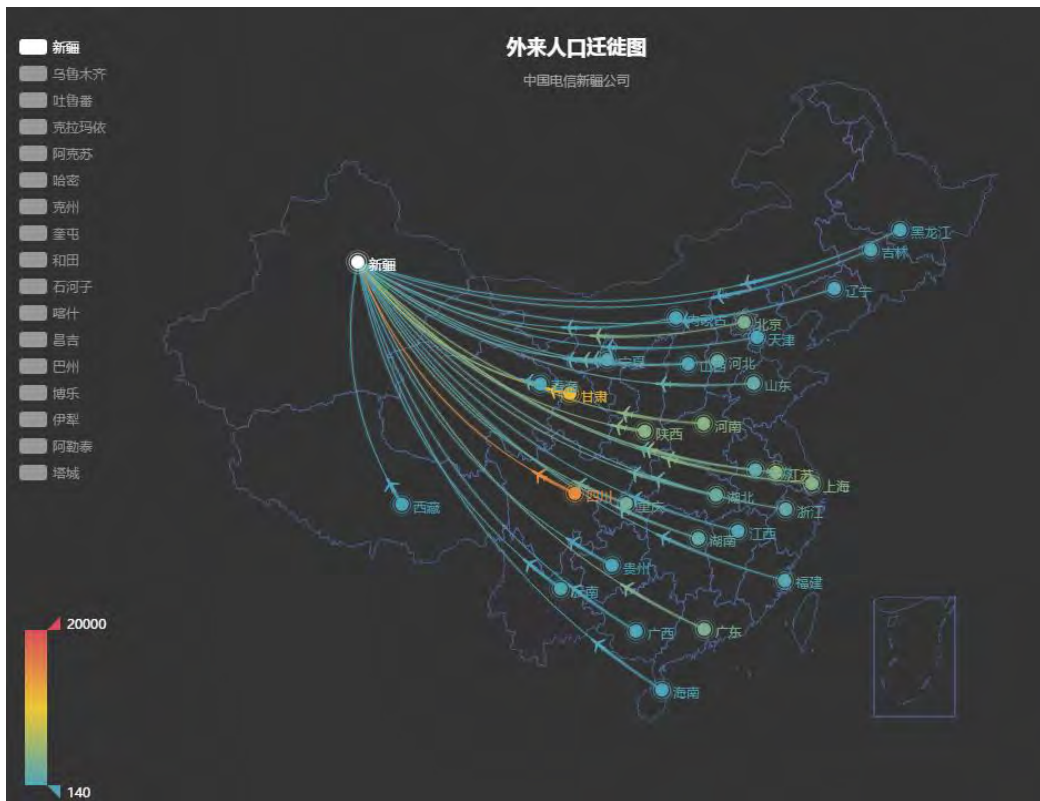 外来人口迁徙图
中国电信新疆公司
新疆
乌鲁木齐
吐鲁番
克拉玛依
阿克苏
哈密
克州
奎屯
和田
石河子
喀什
昌吉
巴州
博乐
伊犁
阿勒泰
塔城
新疆
黑龙江
吉林
辽宁
内蒙古
北京
天津
宁夏
河北
山东
甘肃
河南
陕西
江苏
上海
四川
重庆
湖北
浙江
西藏
江西
湖南
贵州
福建
云南
广西
广东
海南
20000
140